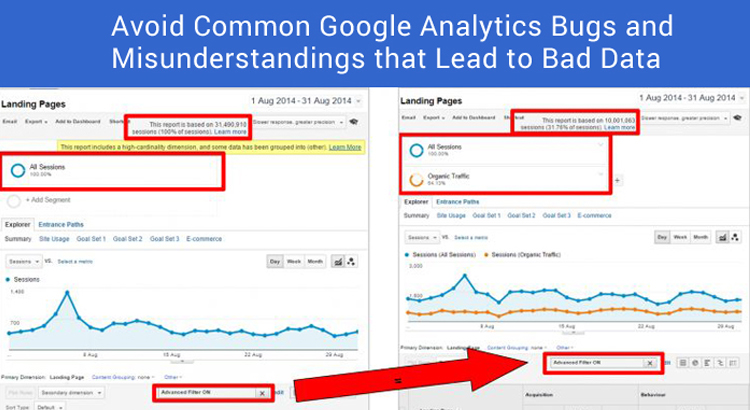 Avoid Common Google Analytics Bugs and
Misunderstandings that Lead to Bad Data
Landing Pages
1 Aug 2014 - 31 Aug 2014
Email Export Add to Dashboard Shortcut
This report is based on 31,490,910
sessions (100% of sessions). Learn more
Slower response, greater precision
This report includes a high-cardinality dimension, and some data has been grouped into (other). Learn More
All Sessions
100.00%
+ Add Segment
Explorer Entrance Paths
Summary Site Usage Goal Set 1 Goal Set 2 Goal Set 3 E-commerce
Sessions VS. Select a metric
Day Week Month
Sessions
1,400
700
8 Aug 15 Aug 22 Aug 29 Aug
Primary Dimension: Landing Page Content Grouping: none Other
Plot Rows Secondary dimension Advanced Filter ON edit
Sort Type: Default
Landing Pages
1 Aug 2014 - 31 Aug 2014
Email Export Add to Dashboard
This report is based on 10,001,063
sessions (31.76% of sessions). Learn more
Slower response, greater precision
All Sessions
100.00%
Organic Traffic
+
Explorer Entrance Paths
Summary Site Usage Goal Set 1 Goal Set 2 Goal Set 3 E-commerce
Sessions VS. Select a metric
Day Week Month
Sessions (All Sessions) Sessions (Organic Traffic)
8 Aug 15 Aug 22 Aug 29 Aug
Primary Dimension: Landing Page Content Grouping: none Other
Advanced Filter ON
=
Acquisition Behaviour